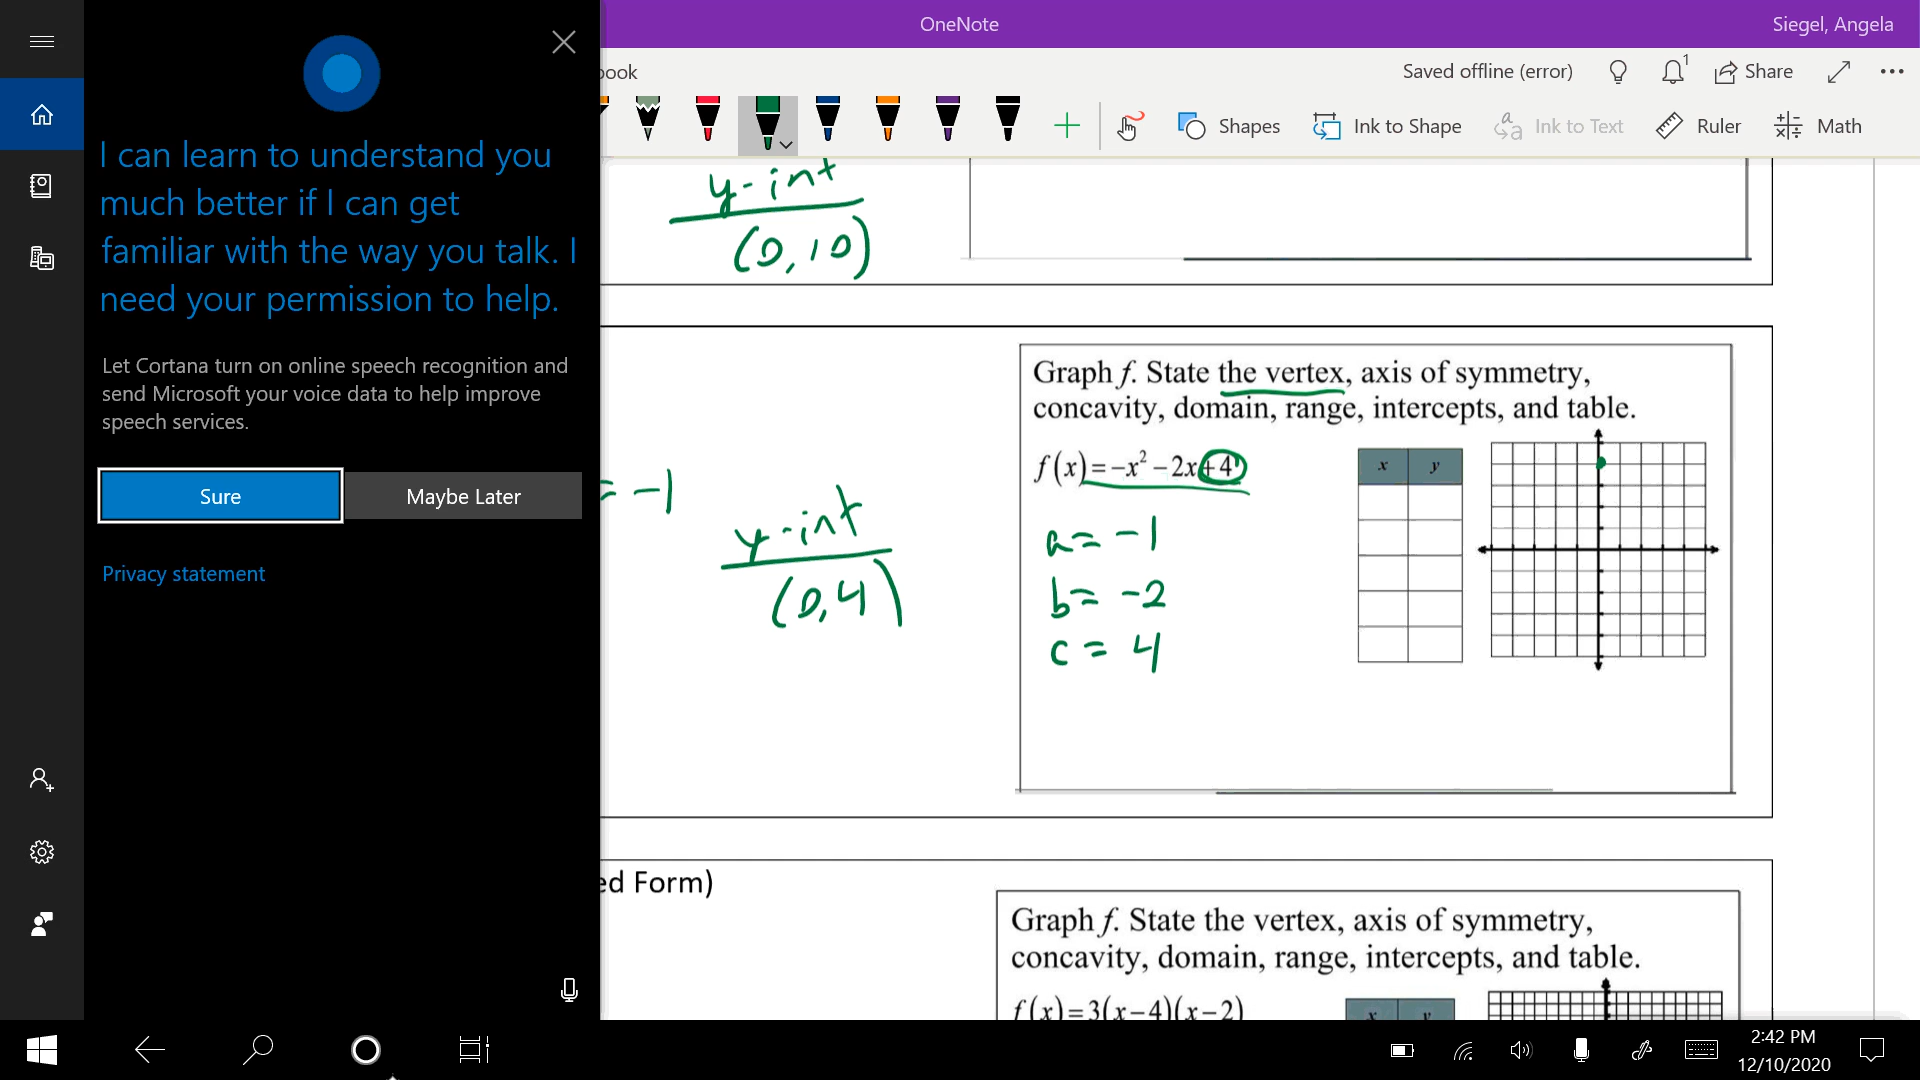 OneNote
Siegel, Angela
book
Saved offline (error)
1
Share
Shapes
Ink to Shape
Ink to Text
Ruler
Math
I can learn to understand you
much better if I can get
familiar with the way you talk. I
need your permission to help.
Let Cortana turn on online speech recognition and
send Microsoft your voice data to help improve
speech services.
Sure
Maybe Later
Privacy statement
y-int
(0, 10)
= -1
y-int
(0, 4)
Graph f. State the vertex, axis of symmetry,
concavity, domain, range, intercepts, and table.
f(x)=−x²−2x+4
x y
a = -1
b = -2
c = 4
ed Form)
Graph f. State the vertex, axis of symmetry,
concavity, domain, range, intercepts, and table.
f(x)=3(x−4)(x−2)
x y
2:42 PM
12/10/2020